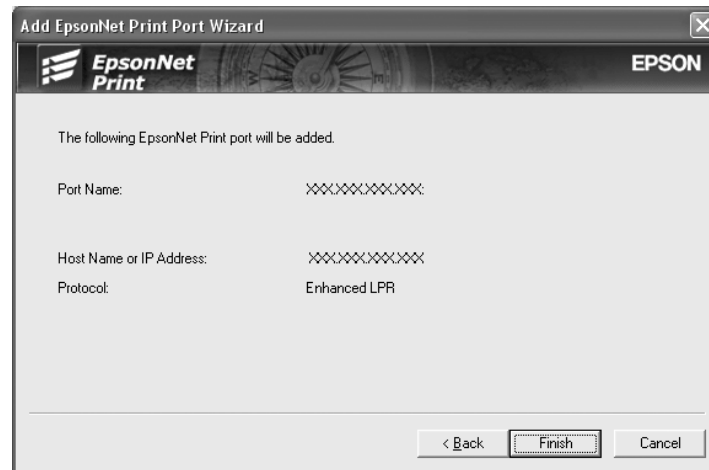 Add EpsonNet Print Port Wizard
EpsonNet
Print
EPSON
The following EpsonNet Print port will be added.
Port Name: XXX.XXX.XXX.XXX:
Host Name or IP Address: XXX.XXX.XXX.XXX
Protocol: Enhanced LPR
< Back Finish Cancel